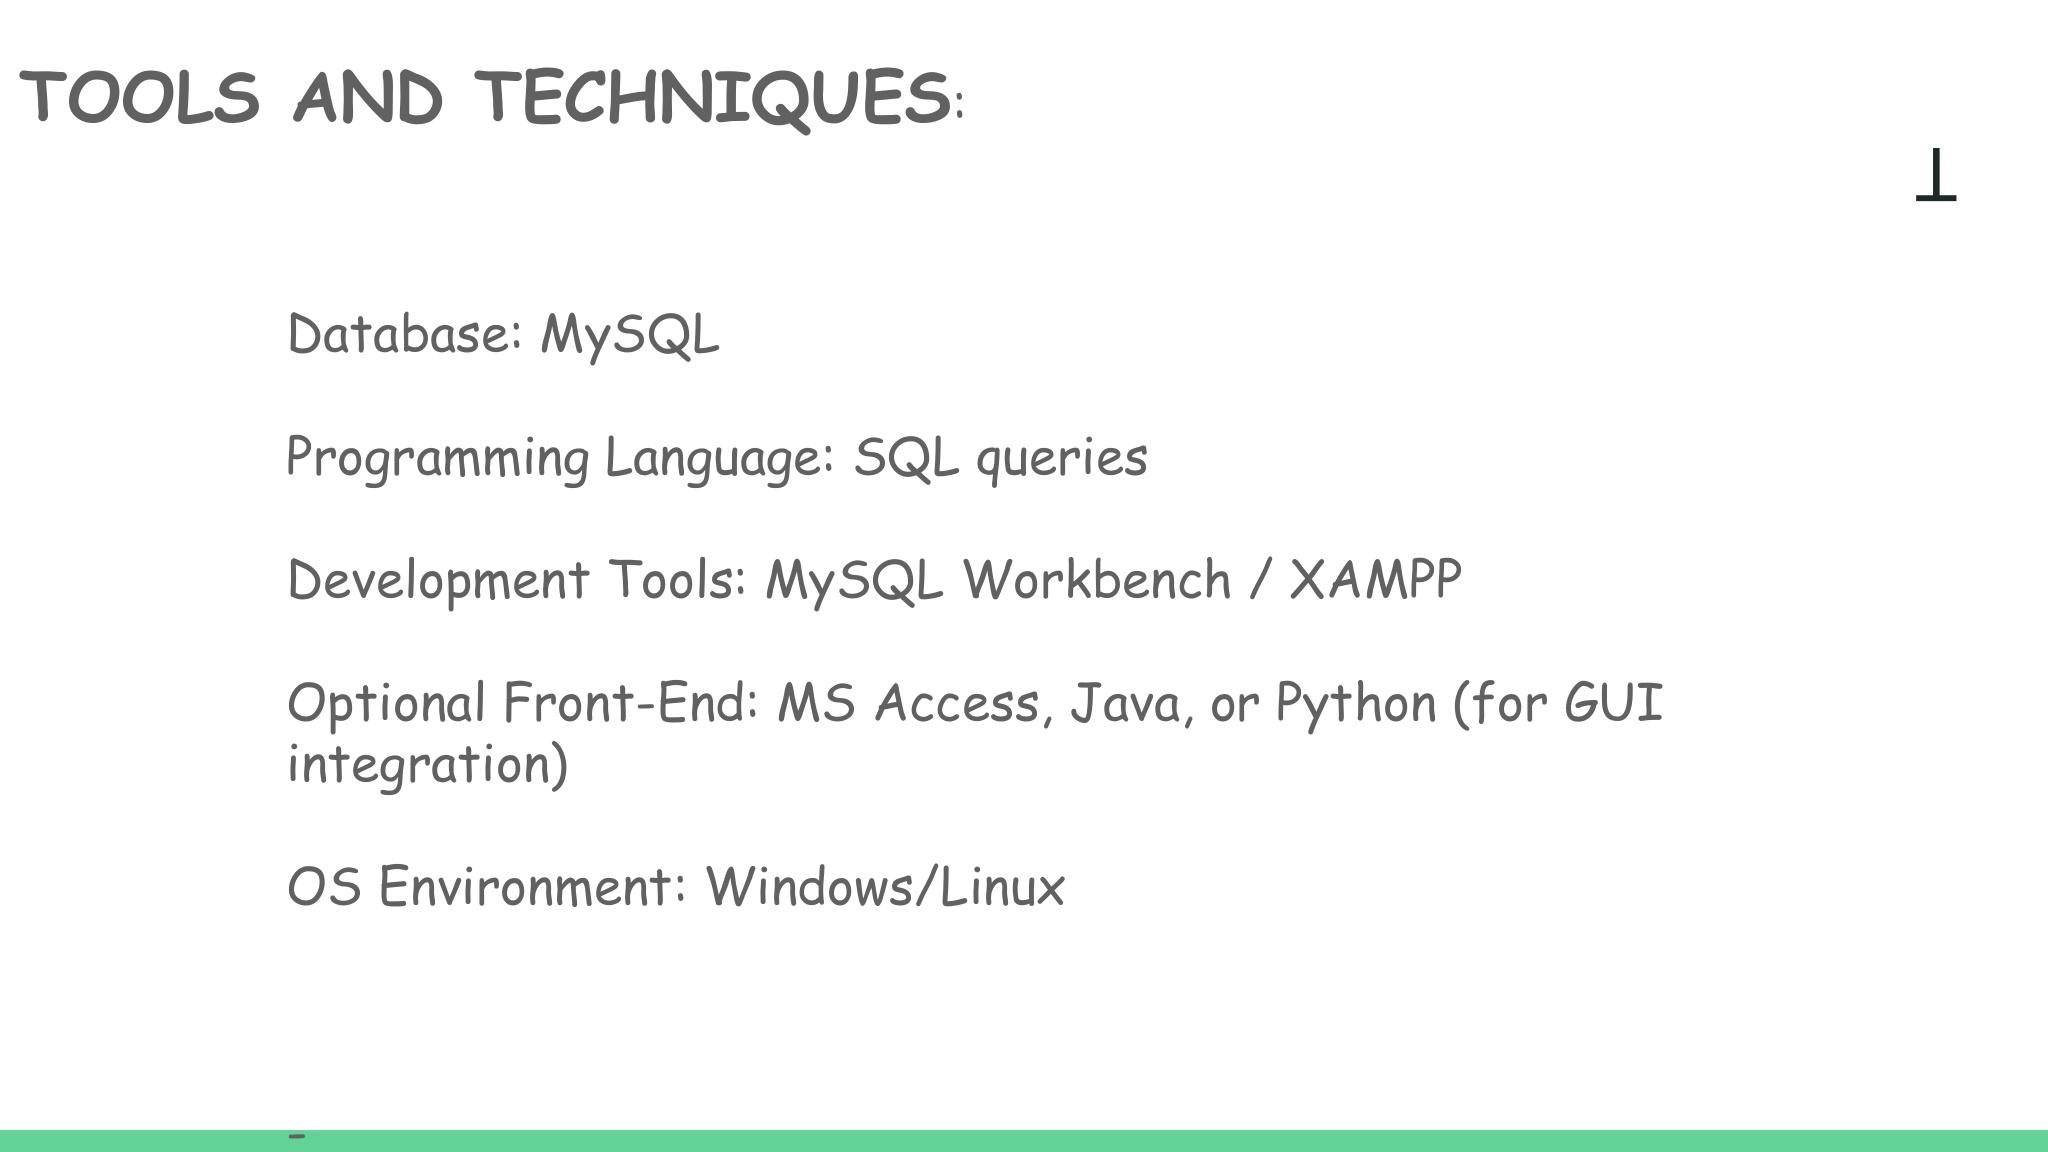 TOOLS AND TECHNIQUES:
T
Database: MySQL
Programming Language: SQL queries
Development Tools: MySQL Workbench / XAMPP
Optional Front-End: MS Access, Java, or Python (for GUI
integration)
OS Environment: Windows/Linux
-